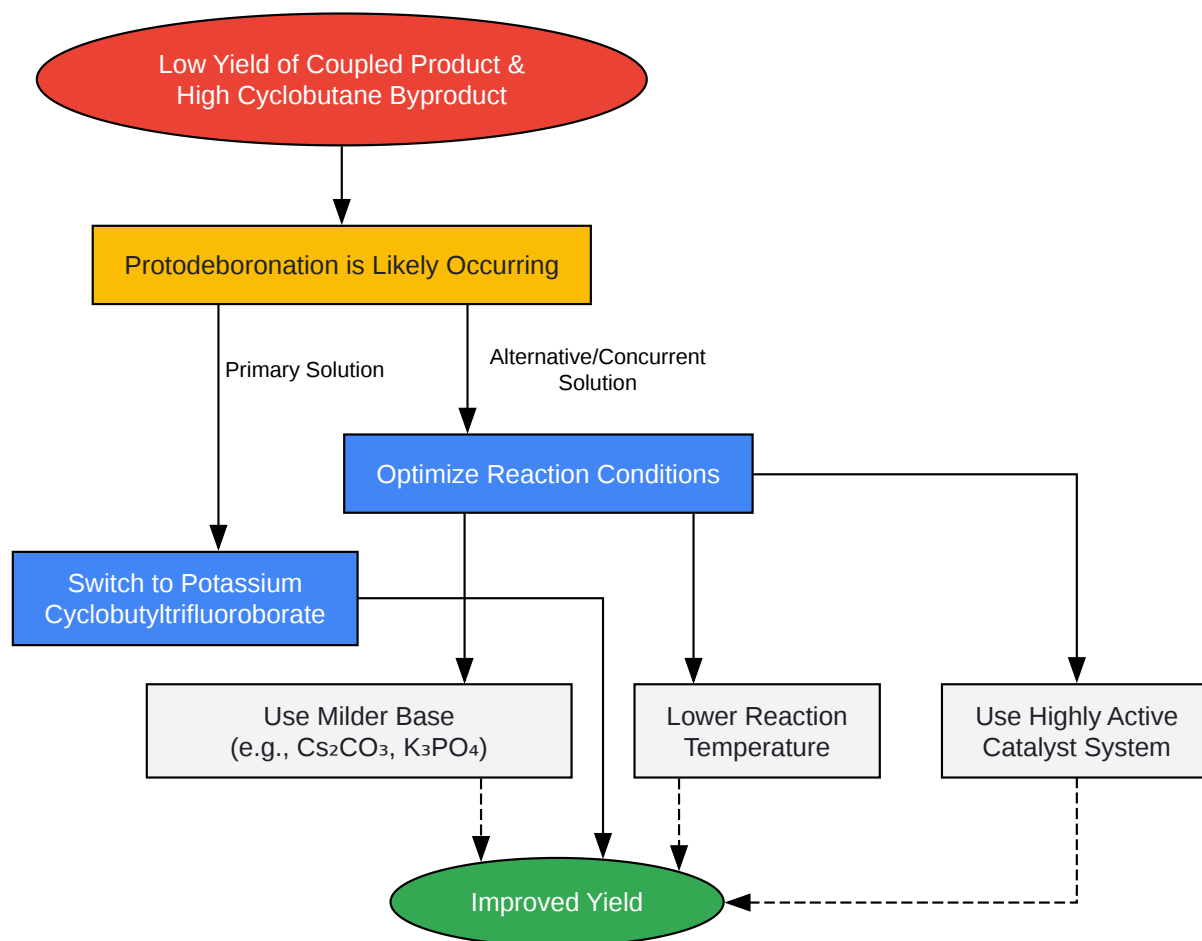 Low Yield of Coupled Product &
High Cyclobutane Byproduct
Protodeboronation is Likely Occurring
Primary Solution
Alternative/Concurrent
Solution
Optimize Reaction Conditions
Switch to Potassium
Cyclobutyltrifluoroborate
Use Milder Base
(e.g., Cs₂CO₃, K₃PO₄)
Lower Reaction
Temperature
Use Highly Active
Catalyst System
Improved Yield